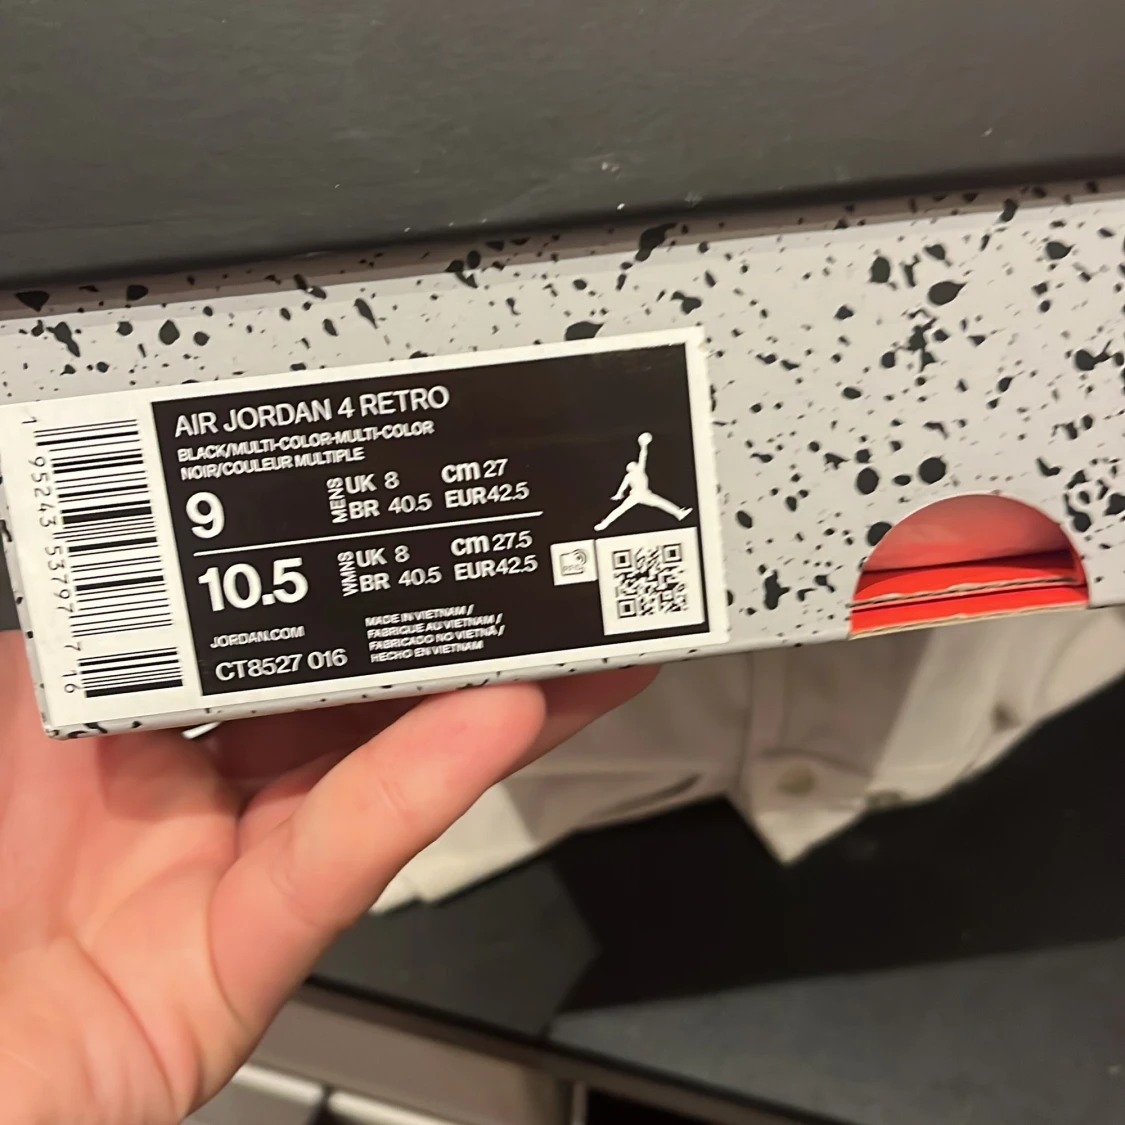 AIR JORDAN 4 RETRO
BLACK/MULTI-COLOR-MULTI-COLOR
NOIR/COULEUR MULTIPLE
9
MENS
UK 8 cm 27
BR 40.5 EUR 42.5
10.5
WMNS
UK 8 cm 27.5
BR 40.5 EUR 42.5
JORDAN.COM
CT8527 016
MADE IN VIETNAM /
FABRIQUE AU VIETNAM /
FABRICADO NO VIETNÃ /
HECHO EN VIETNAM
1 95243 53797 7 16